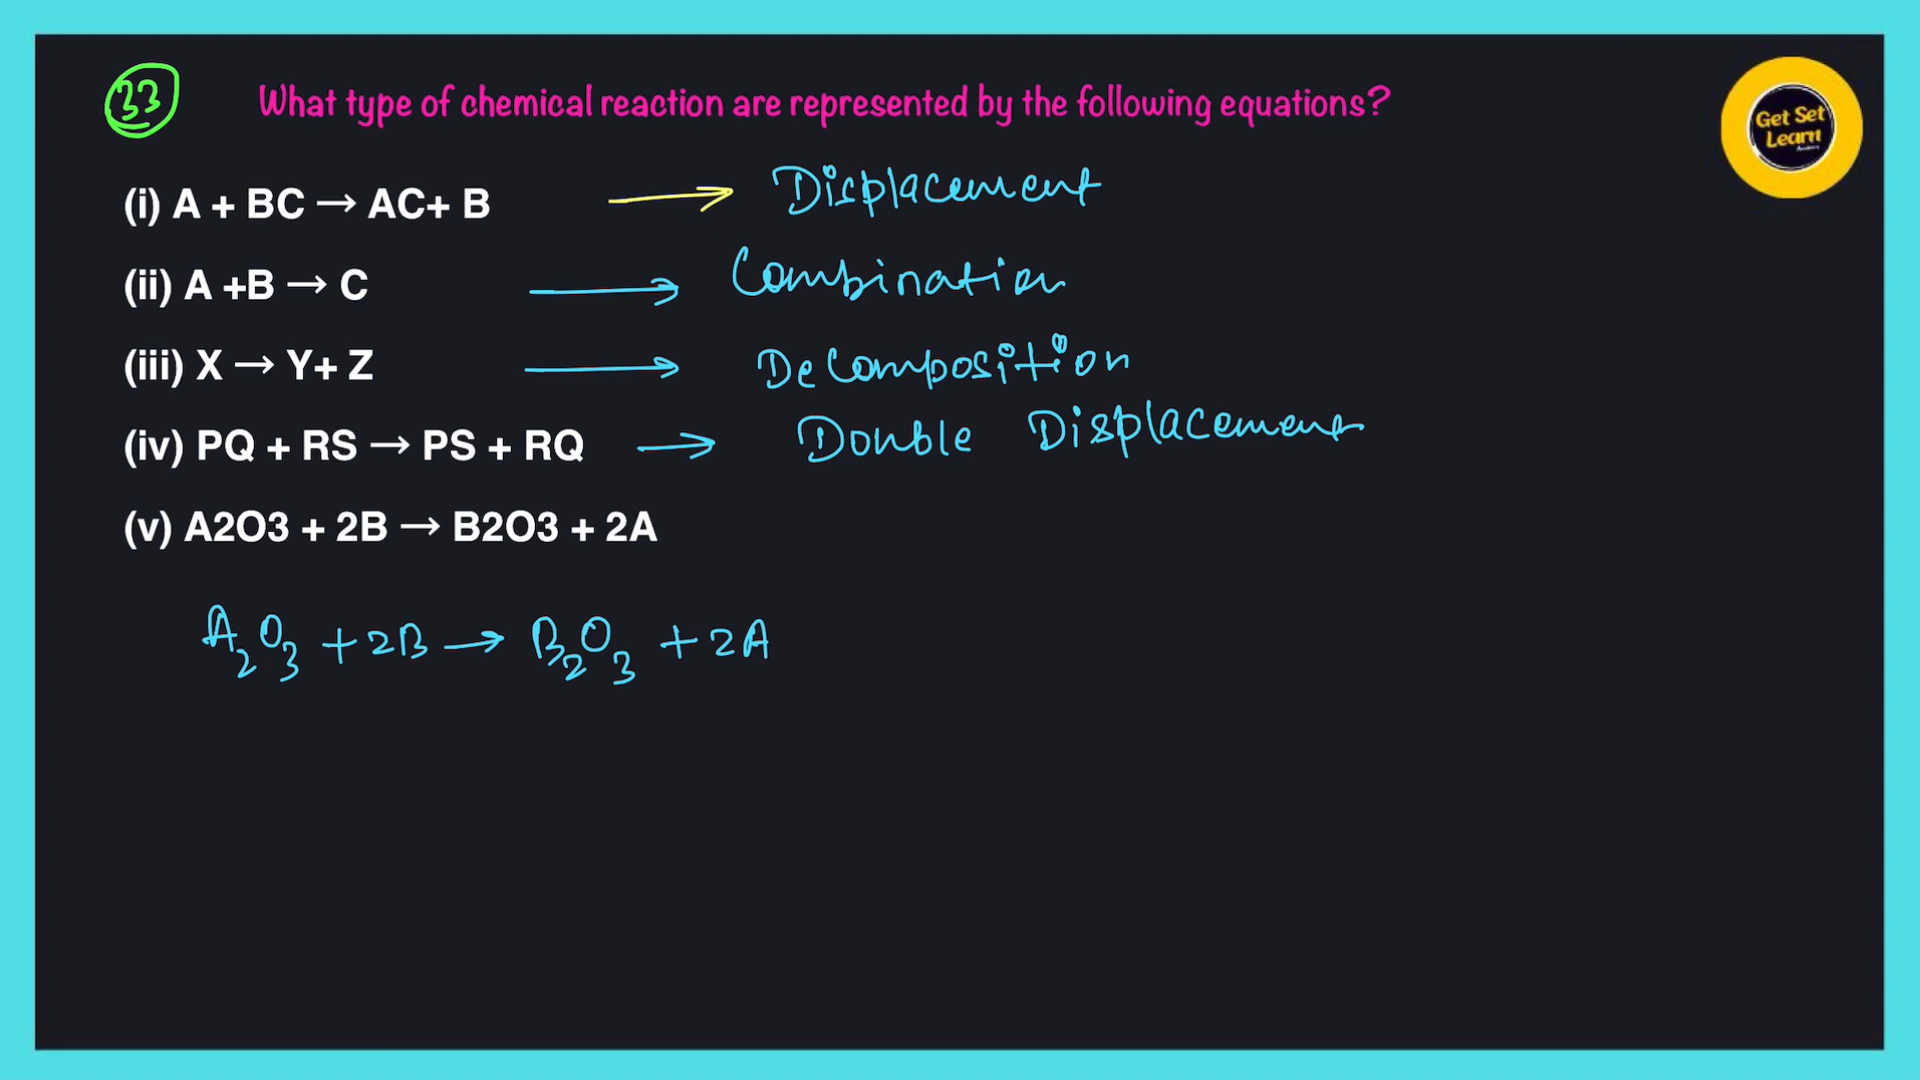 33 What type of chemical reaction are represented by the following equations?
Get Set
Learn
Academy
(i) A + BC → AC+ B → Displacement
(ii) A +B → C → Combination
(iii) X → Y+ Z → Decomposition
(iv) PQ + RS → PS + RQ → Double Displacement
(v) A2O3 + 2B → B2O3 + 2A
A₂O₃ + 2B → B₂O₃ + 2A